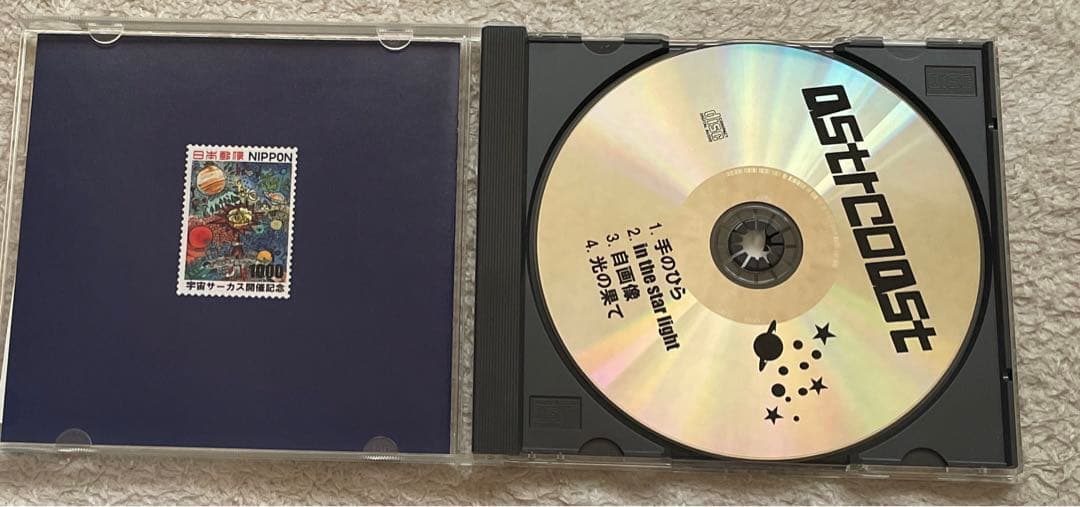 日本郵便 NIPPON
1000
宇宙サーカス開催記念
astrcoast
disc
1. 手のひら
2. in the star light
3. 自画像
4. 光の果て